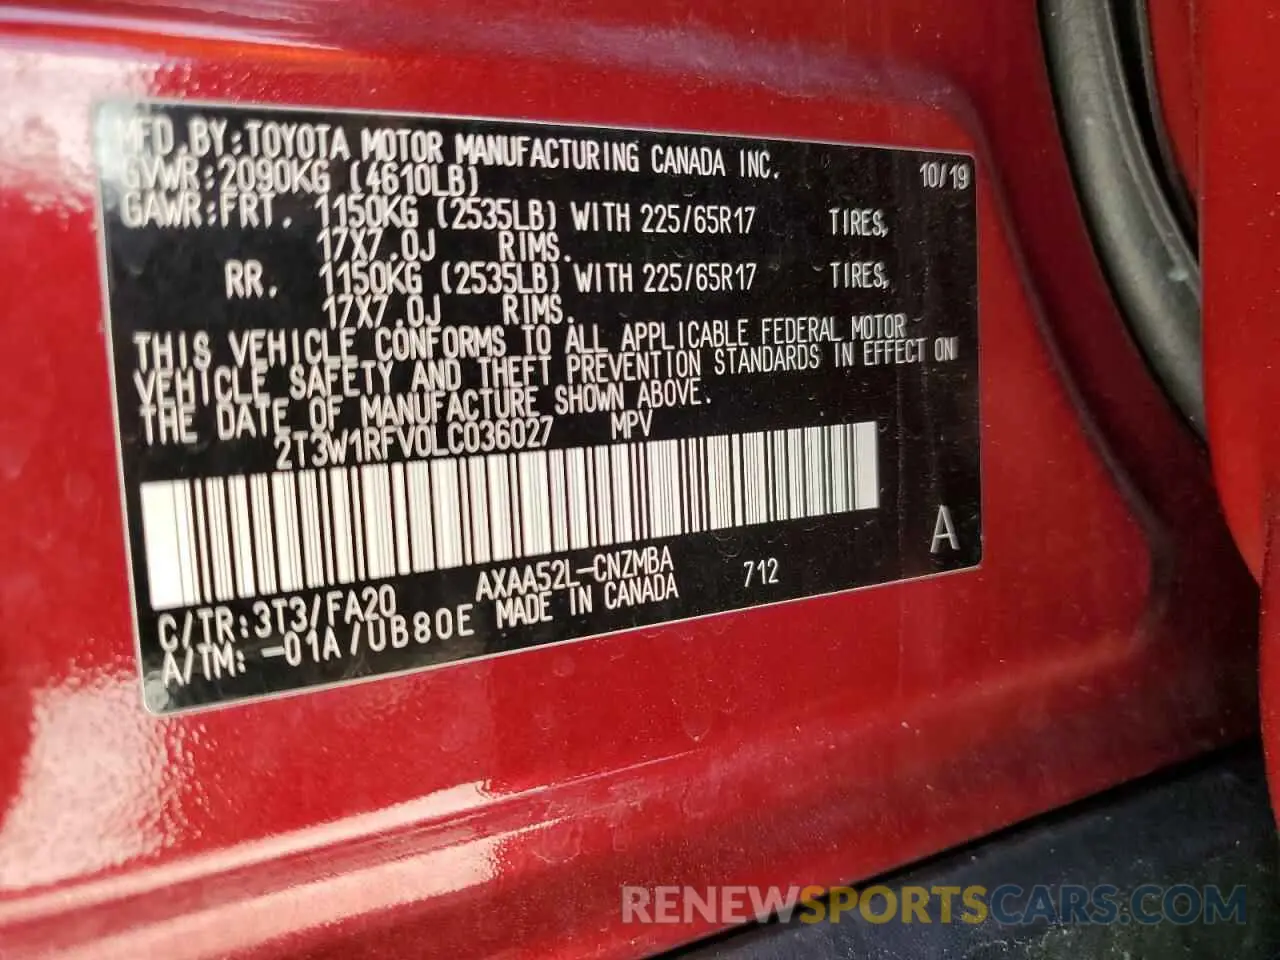 MFD BY:TOYOTA MOTOR MANUFACTURING CANADA INC.
10/19
GVWR:2090KG (4610LB)
GAWR:FRT. 1150KG (2535LB) WITH 225/65R17 TIRES,
17X7.0J RIMS.
RR. 1150KG (2535LB) WITH 225/65R17 TIRES,
17X7.0J RIMS.
THIS VEHICLE CONFORMS TO ALL APPLICABLE FEDERAL MOTOR
VEHICLE SAFETY AND THEFT PREVENTION STANDARDS IN EFFECT ON
THE DATE OF MANUFACTURE SHOWN ABOVE.
2T3W1RFV0LC036027 MPV
A
C/TR:3T3/FA20 AXAA52L-CNZMBA 712
A/TM: -01A/UB80E MADE IN CANADA
RENEWSPORTSCARS.COM